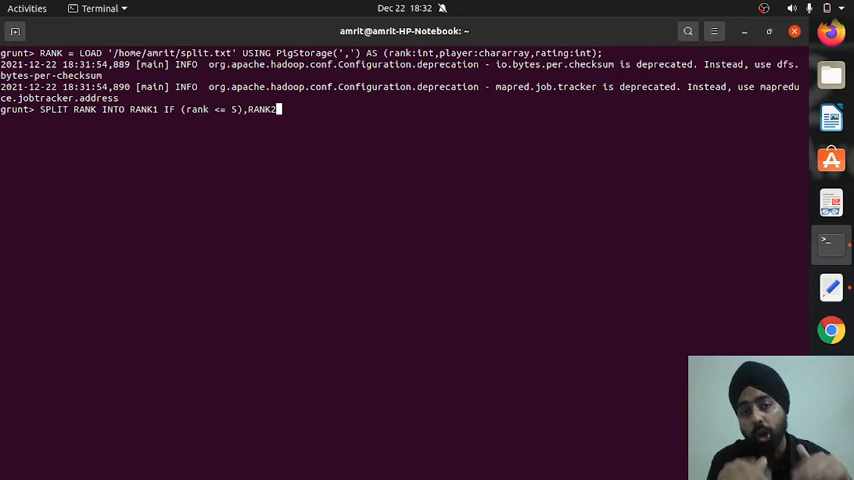 Activities
Terminal
Dec 22 18:32
amrit@amrit-HP-Notebook: ~
grunt> RANK = LOAD '/home/amrit/split.txt' USING PigStorage(',') AS (rank:int,player:chararray,rating:int);
2021-12-22 18:31:54,889 [main] INFO  org.apache.hadoop.conf.Configuration.deprecation - io.bytes.per.checksum is deprecated. Instead, use dfs.
bytes-per-checksum
2021-12-22 18:31:54,890 [main] INFO  org.apache.hadoop.conf.Configuration.deprecation - mapred.job.tracker is deprecated. Instead, use mapredu
ce.jobtracker.address
grunt> SPLIT RANK INTO RANK1 IF (rank <= 5),RANK2